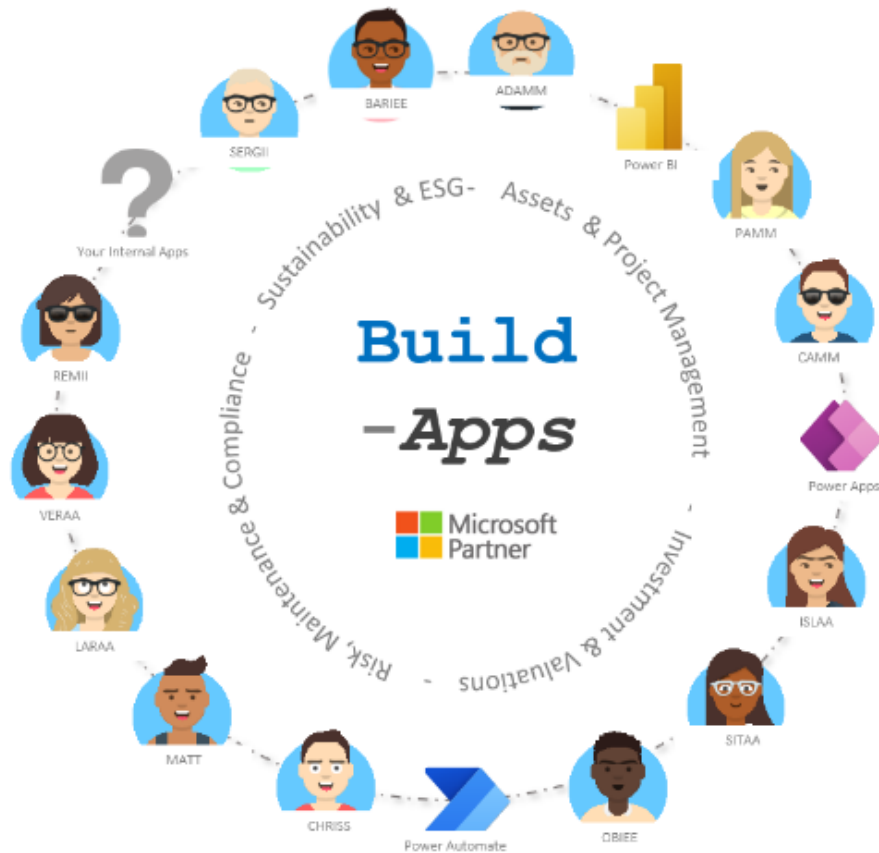 BARIEE
ADAMM
SERGII
Power BI
PAMM
Your Internal Apps
CAMM
REMII
Power Apps
VERAA
ISLAA
LARAA
SITAA
MATT
OBIEE
CHRISS
Power Automate
- Sustainability & ESG- Assets & Project Management - Investment & Valuations - Risk, Maintenance & Compliance
Build
-Apps
Microsoft
Partner